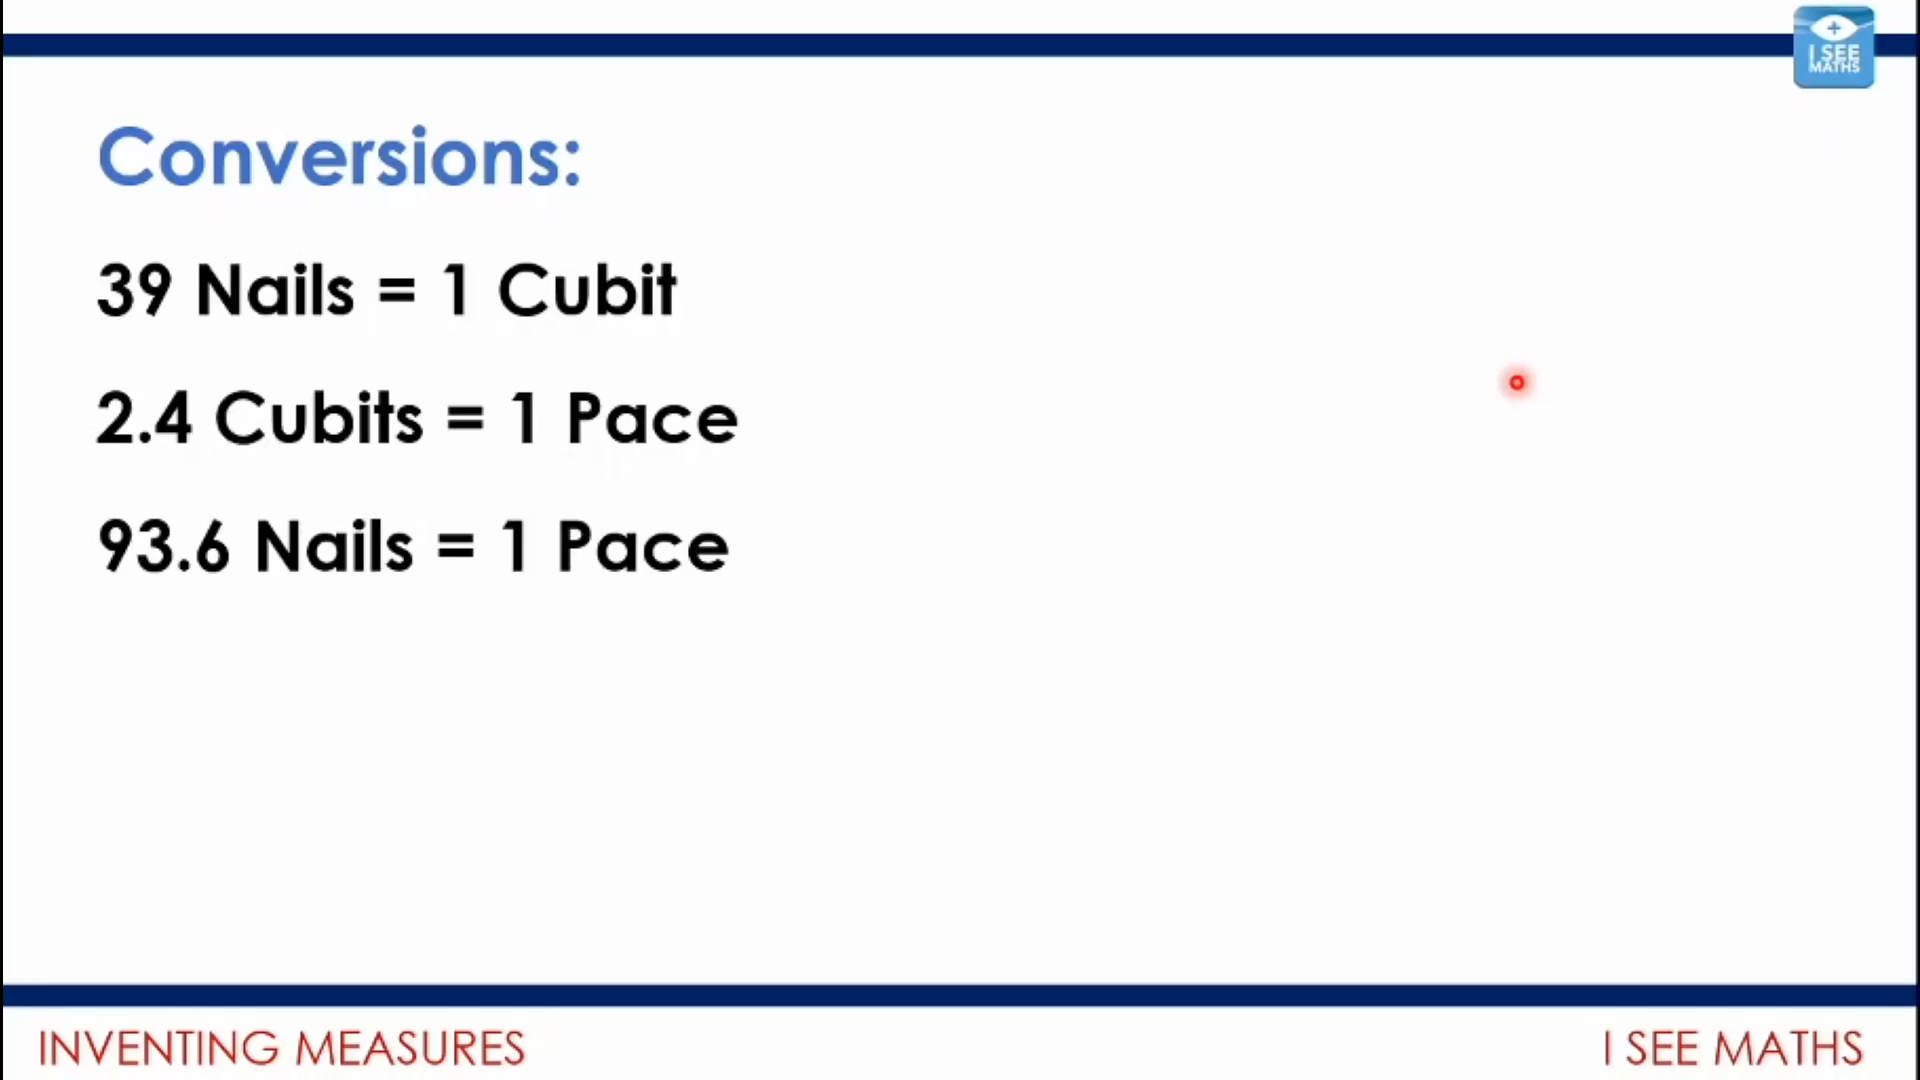 I SEE
MATHS
Conversions:
39 Nails = 1 Cubit
2.4 Cubits = 1 Pace
93.6 Nails = 1 Pace
INVENTING MEASURES
I SEE MATHS